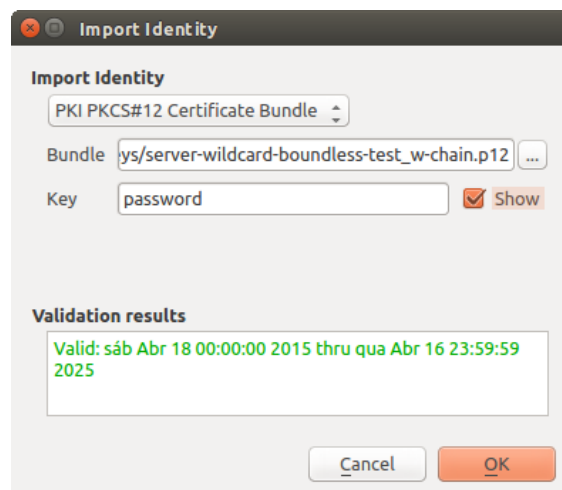 Import Identity
Import Identity
PKI PKCS#12 Certificate Bundle
Bundle ys/server-wildcard-boundless-test_w-chain.p12 ...
Key password Show
Validation results
Valid: sáb Abr 18 00:00:00 2015 thru qua Abr 16 23:59:59
2025
Cancel OK